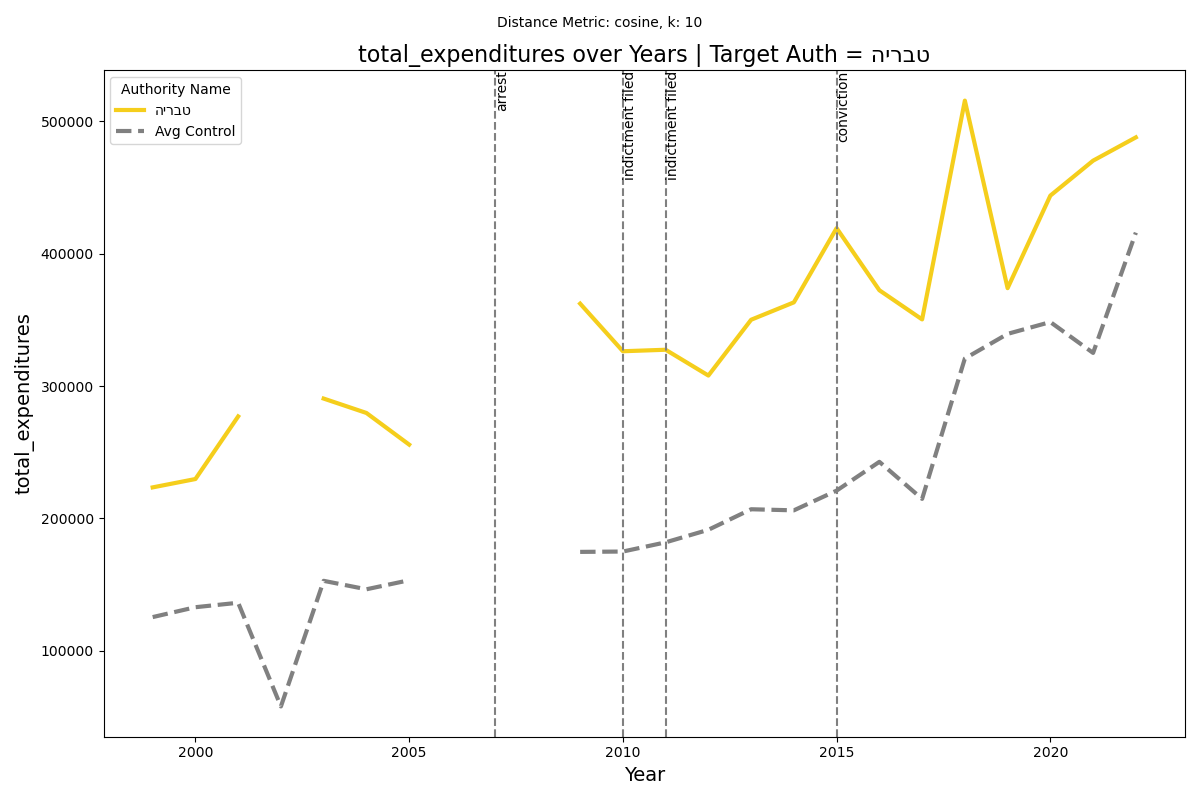 Distance Metric: cosine, k: 10
total_expenditures over Years | Target Auth = טבריה
Authority Name
טבריה
Avg Control
arrest
indictment filed
indictment filed
conviction
500000
400000
300000
200000
100000
total_expenditures
2000
2005
2010
2015
2020
Year